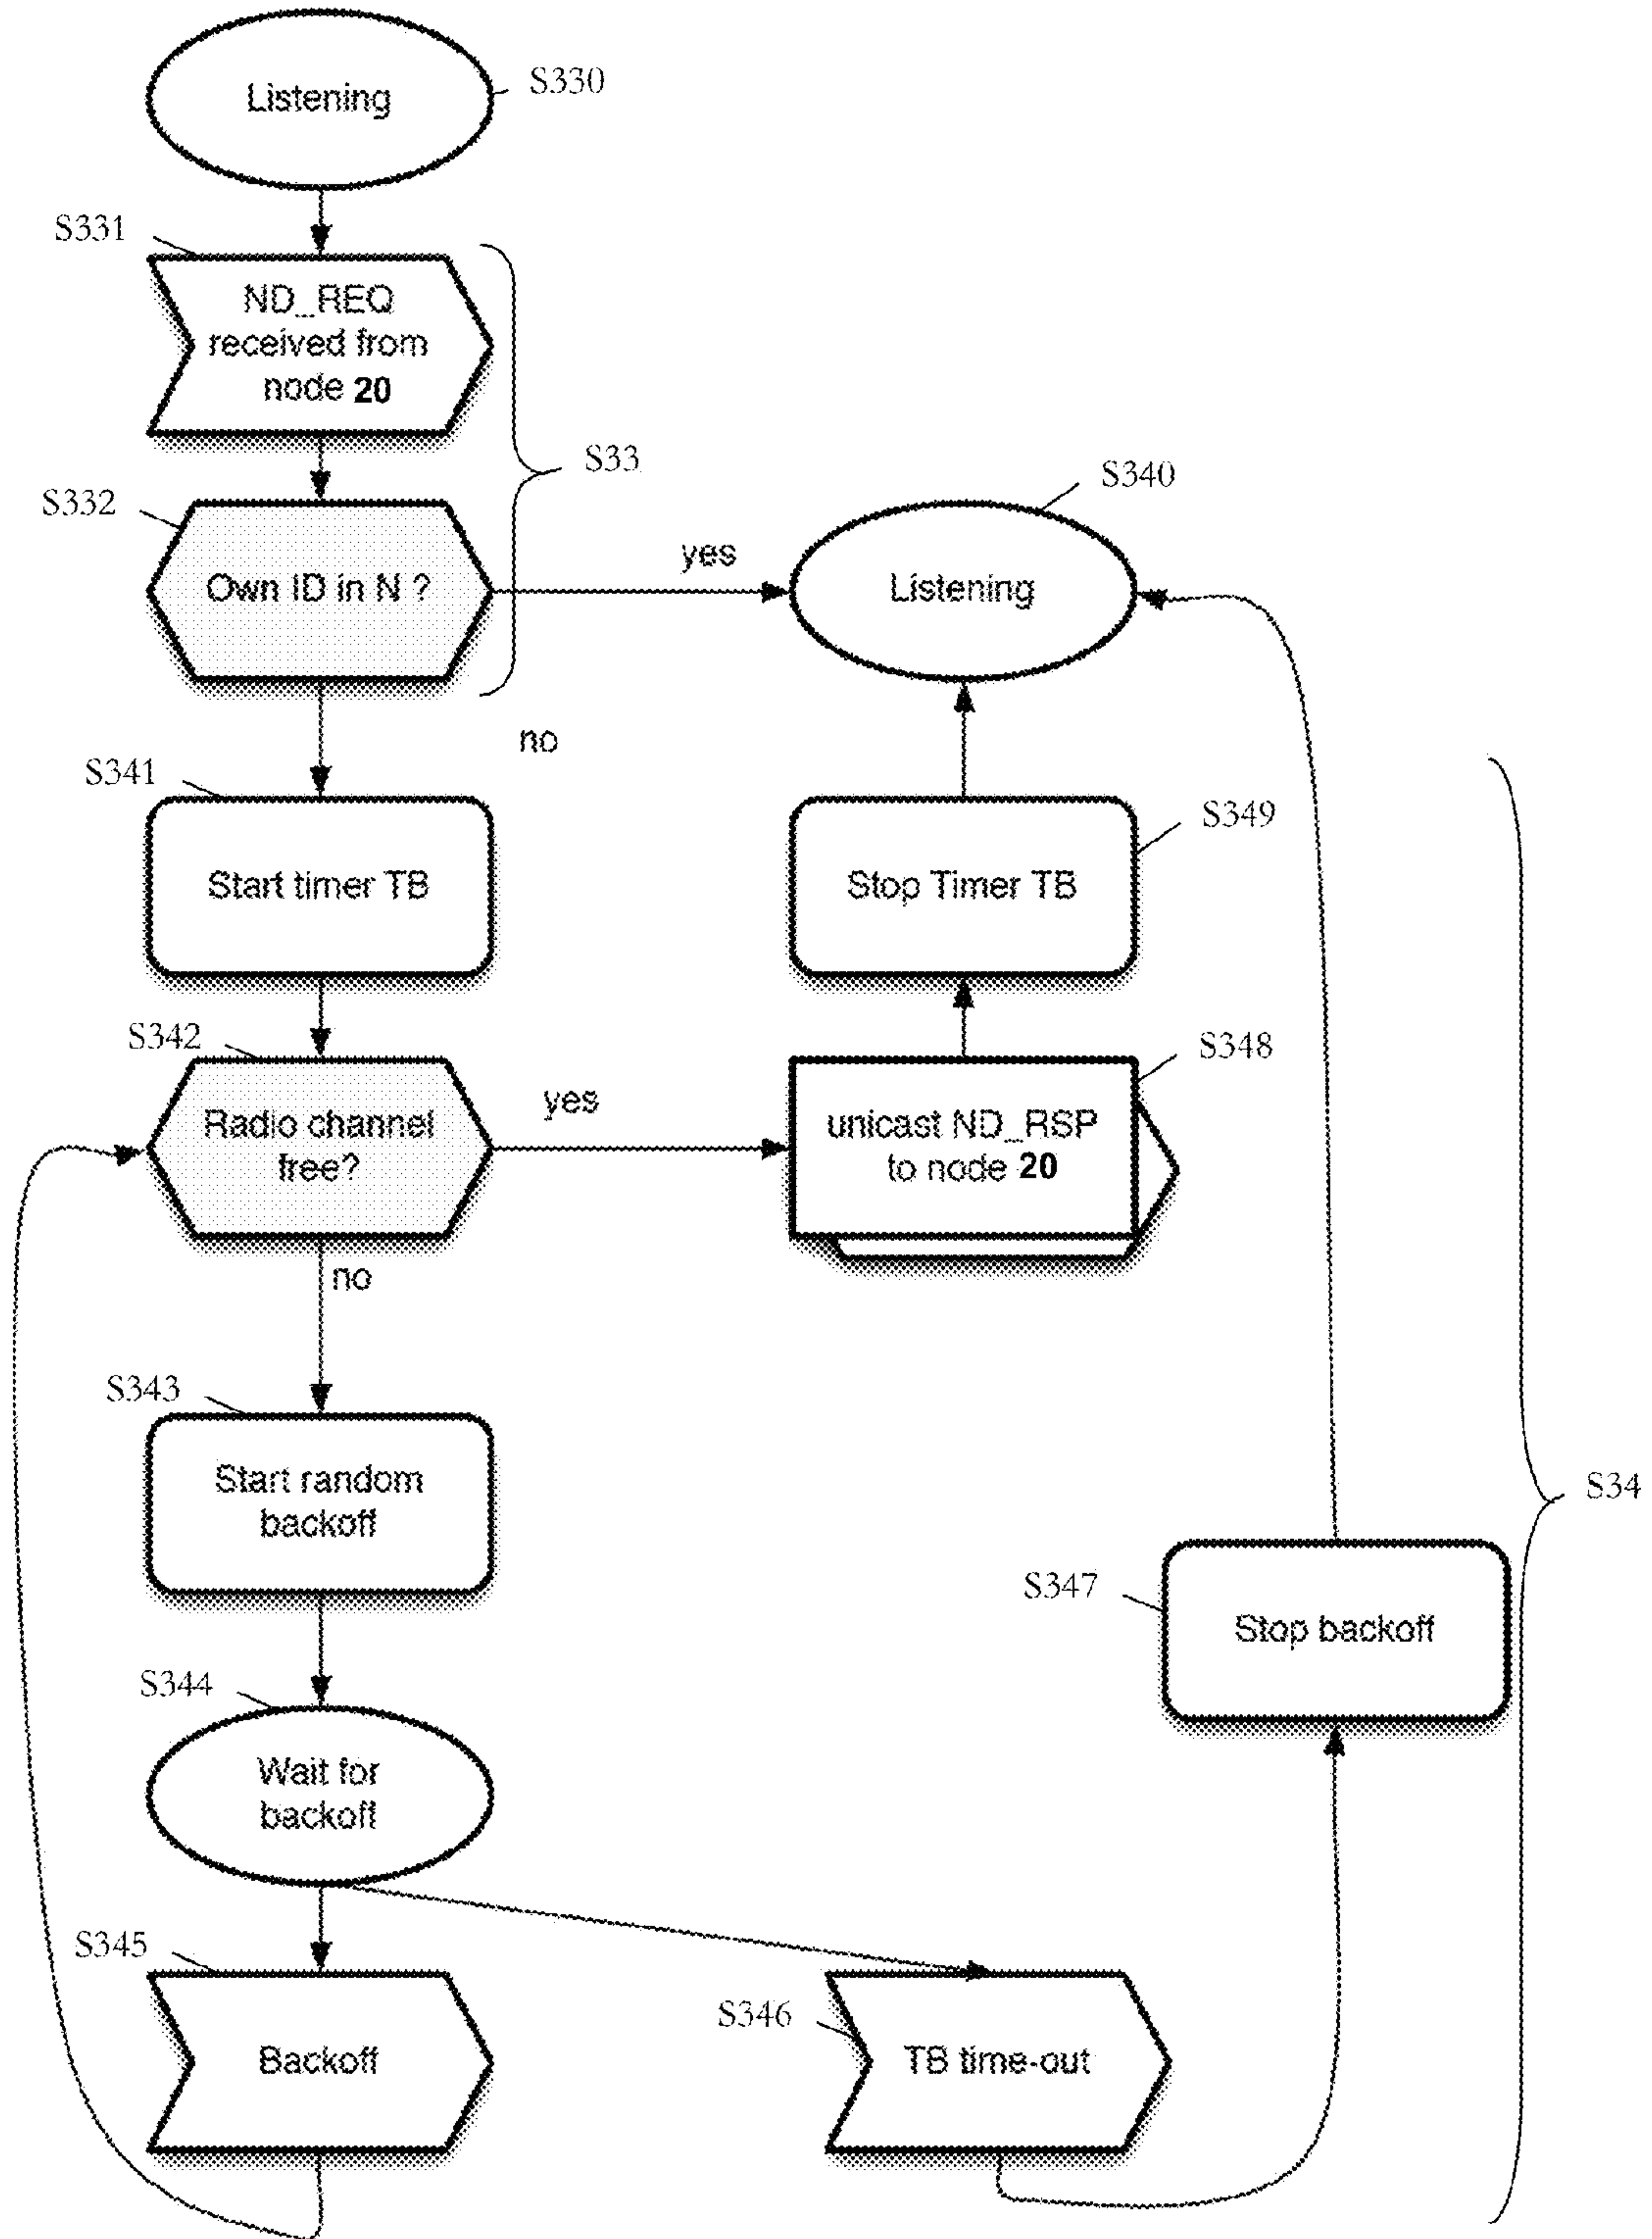 Listening
S330
S331
ND_REQ
received from
node 20
S33
S332
Own ID in N ?
yes
S340
Listening
no
S341
Start timer TB
S349
Stop Timer TB
S342
Radio channel
free?
yes
S348
unicast ND_RSP
to node 20
no
S343
Start random
backoff
S34
S347
Stop backoff
S344
Wait for
backoff
S345
Backoff
S346
TB time-out